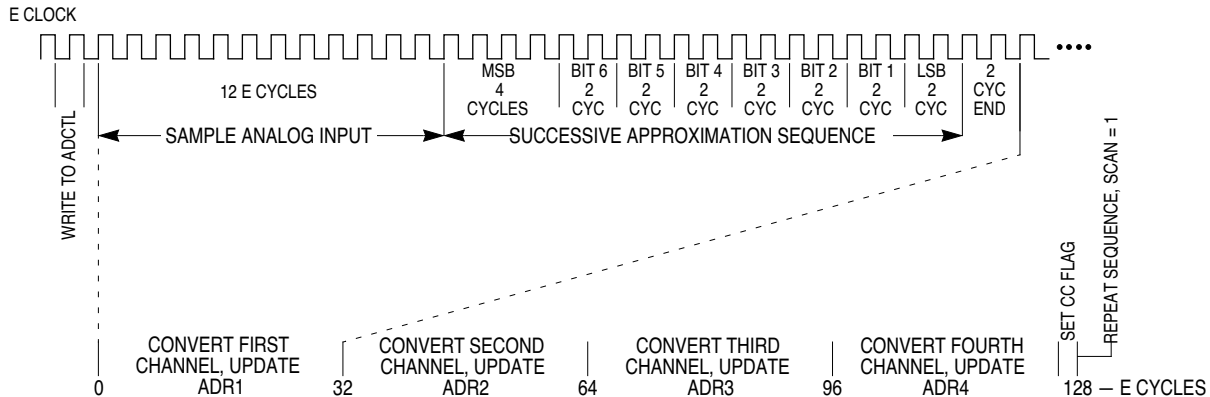 E CLOCK
12 E CYCLES
MSB
4
CYCLES
BIT 6
2
CYC
BIT 5
2
CYC
BIT 4
2
CYC
BIT 3
2
CYC
BIT 2
2
CYC
BIT 1
2
CYC
LSB
2
CYC
2
CYC
END
SAMPLE ANALOG INPUT
SUCCESSIVE APPROXIMATION SEQUENCE
WRITE TO ADCTL
SET CC FLAG
REPEAT SEQUENCE, SCAN = 1
CONVERT FIRST
CHANNEL, UPDATE
ADR1
CONVERT SECOND
CHANNEL, UPDATE
ADR2
CONVERT THIRD
CHANNEL, UPDATE
ADR3
CONVERT FOURTH
CHANNEL, UPDATE
ADR4
0
32
64
96
128 — E CYCLES